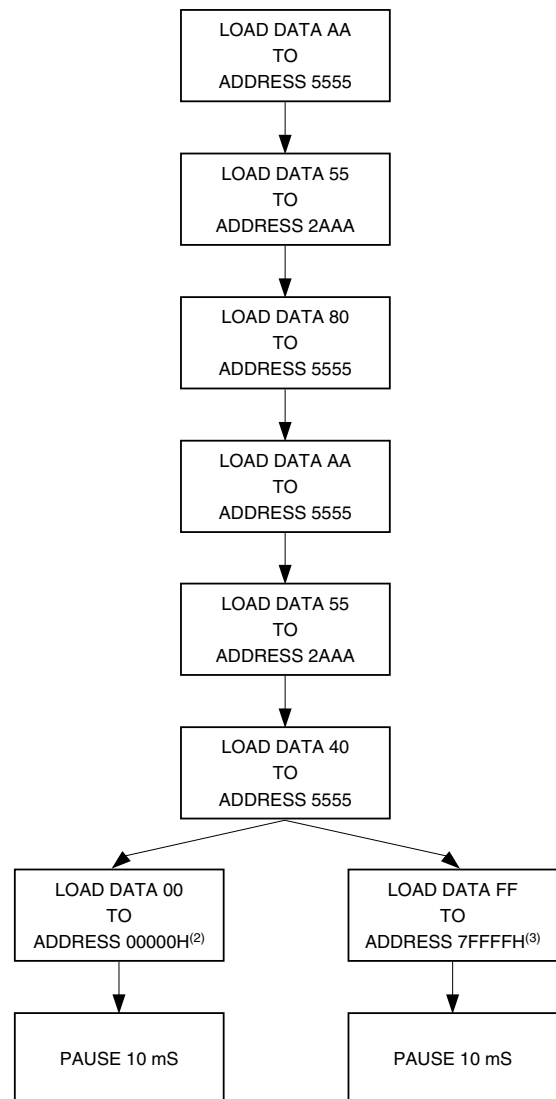 LOAD DATA AA
TO
ADDRESS 5555
LOAD DATA 55
TO
ADDRESS 2AAA
LOAD DATA 80
TO
ADDRESS 5555
LOAD DATA AA
TO
ADDRESS 5555
LOAD DATA 55
TO
ADDRESS 2AAA
LOAD DATA 40
TO
ADDRESS 5555
LOAD DATA 00
TO
ADDRESS 00000H(2)
LOAD DATA FF
TO
ADDRESS 7FFFFH(3)
PAUSE 10 mS
PAUSE 10 mS